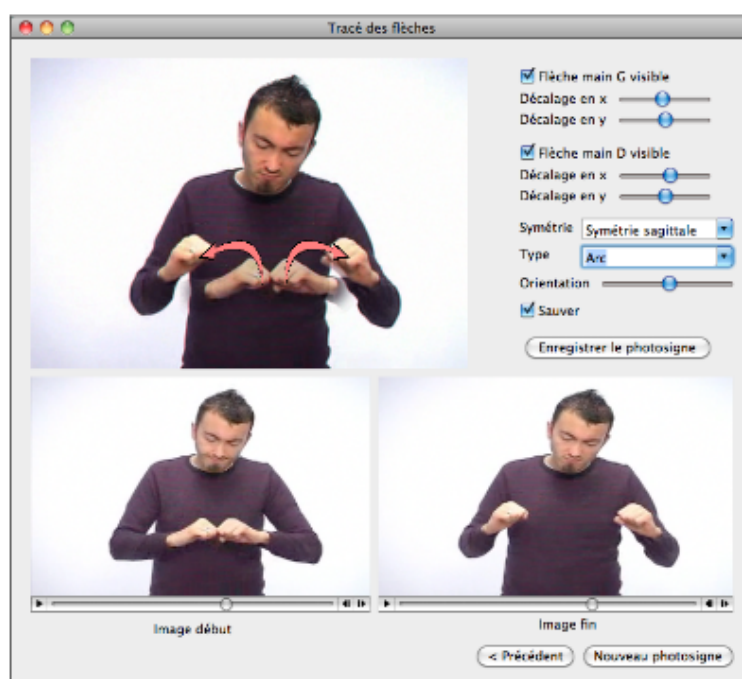 Tracé des flèches
Flèche main G visible
Décalage en x
Décalage en y
Flèche main D visible
Décalage en x
Décalage en y
Symétrie Symétrie sagittale
Type Arc
Orientation
Sauver
Enregistrer le photosigne
Image début
Image fin
< Précédent
Nouveau photosigne